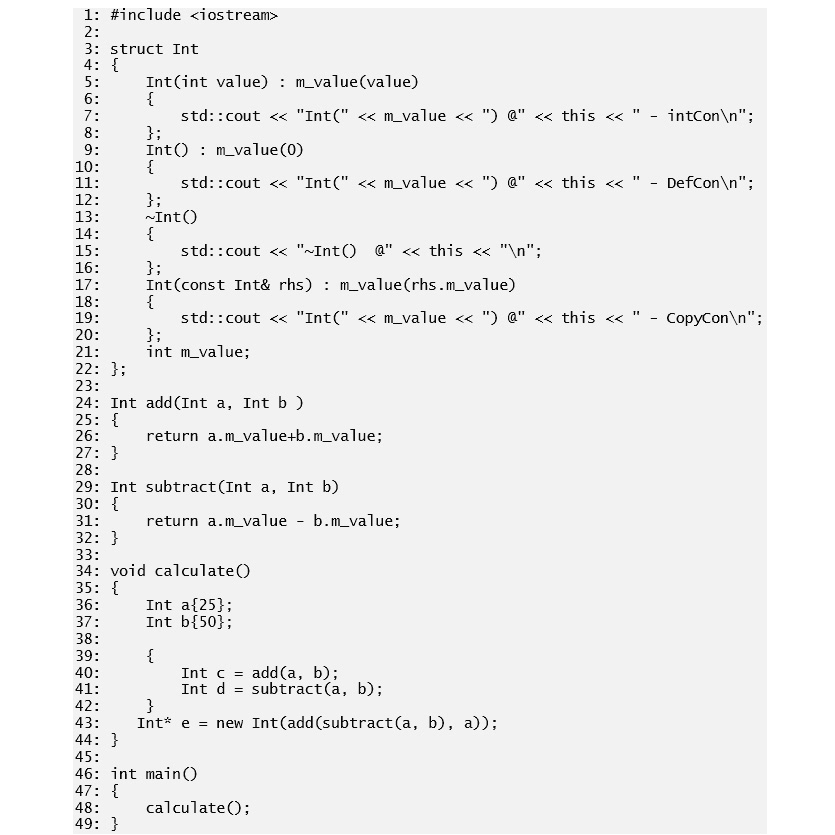 1: #include <iostream>
2:
3: struct Int
4: {
5:     Int(int value) : m_value(value)
6:     {
7:         std::cout << "Int(" << m_value << ") @" << this << " - intCon\n";
8:     };
9:     Int() : m_value(0)
10:     {
11:         std::cout << "Int(" << m_value << ") @" << this << " - DefCon\n";
12:     };
13:     ~Int()
14:     {
15:         std::cout << "~Int()  @" << this << "\n";
16:     };
17:     Int(const Int& rhs) : m_value(rhs.m_value)
18:     {
19:         std::cout << "Int(" << m_value << ") @" << this << " - CopyCon\n";
20:     };
21:     int m_value;
22: };
23:
24: Int add(Int a, Int b )
25: {
26:     return a.m_value+b.m_value;
27: }
28:
29: Int subtract(Int a, Int b)
30: {
31:     return a.m_value - b.m_value;
32: }
33:
34: void calculate()
35: {
36:     Int a{25};
37:     Int b{50};
38:
39:     {
40:         Int c = add(a, b);
41:         Int d = subtract(a, b);
42:     }
43:    Int* e = new Int(add(subtract(a, b), a));
44: }
45:
46: int main()
47: {
48:     calculate();
49: }